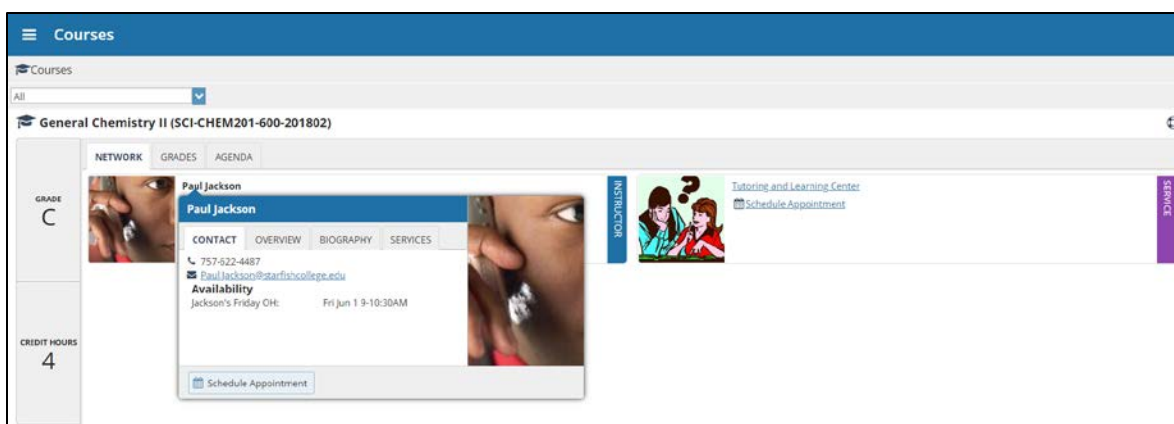 Courses
Courses
All
General Chemistry II (SCI-CHEM201-600-201802)
NETWORK GRADES AGENDA
GRADE
C
CREDIT HOURS
4
Paul Jackson
INSTRUCTOR
Paul Jackson
CONTACT OVERVIEW BIOGRAPHY SERVICES
757-622-4487
Paul.Jackson@starfishcollege.edu
Availability
Jackson's Friday OH: Fri Jun 1 9-10:30AM
Schedule Appointment
Tutoring and Learning Center
Schedule Appointment
SERVICE